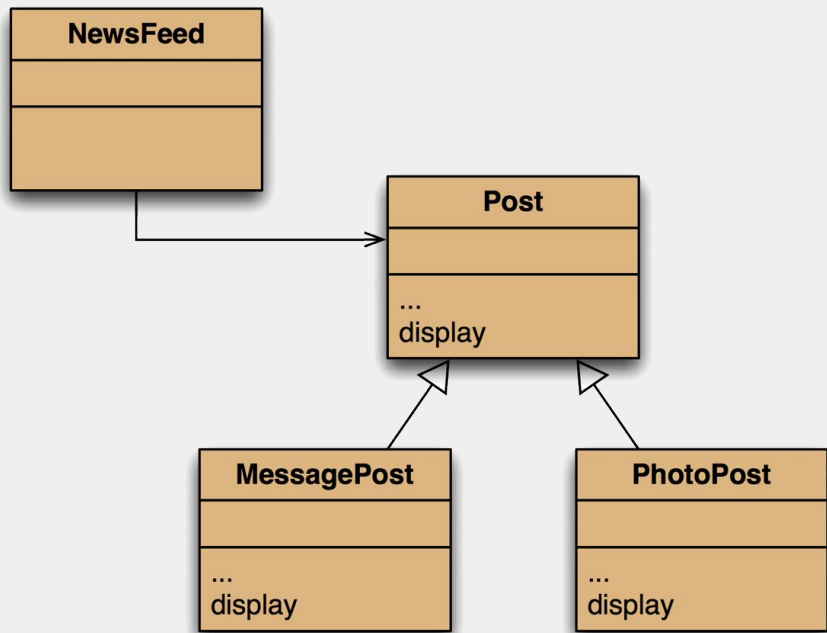 NewsFeed
Post
...
display
MessagePost
...
display
PhotoPost
...
display